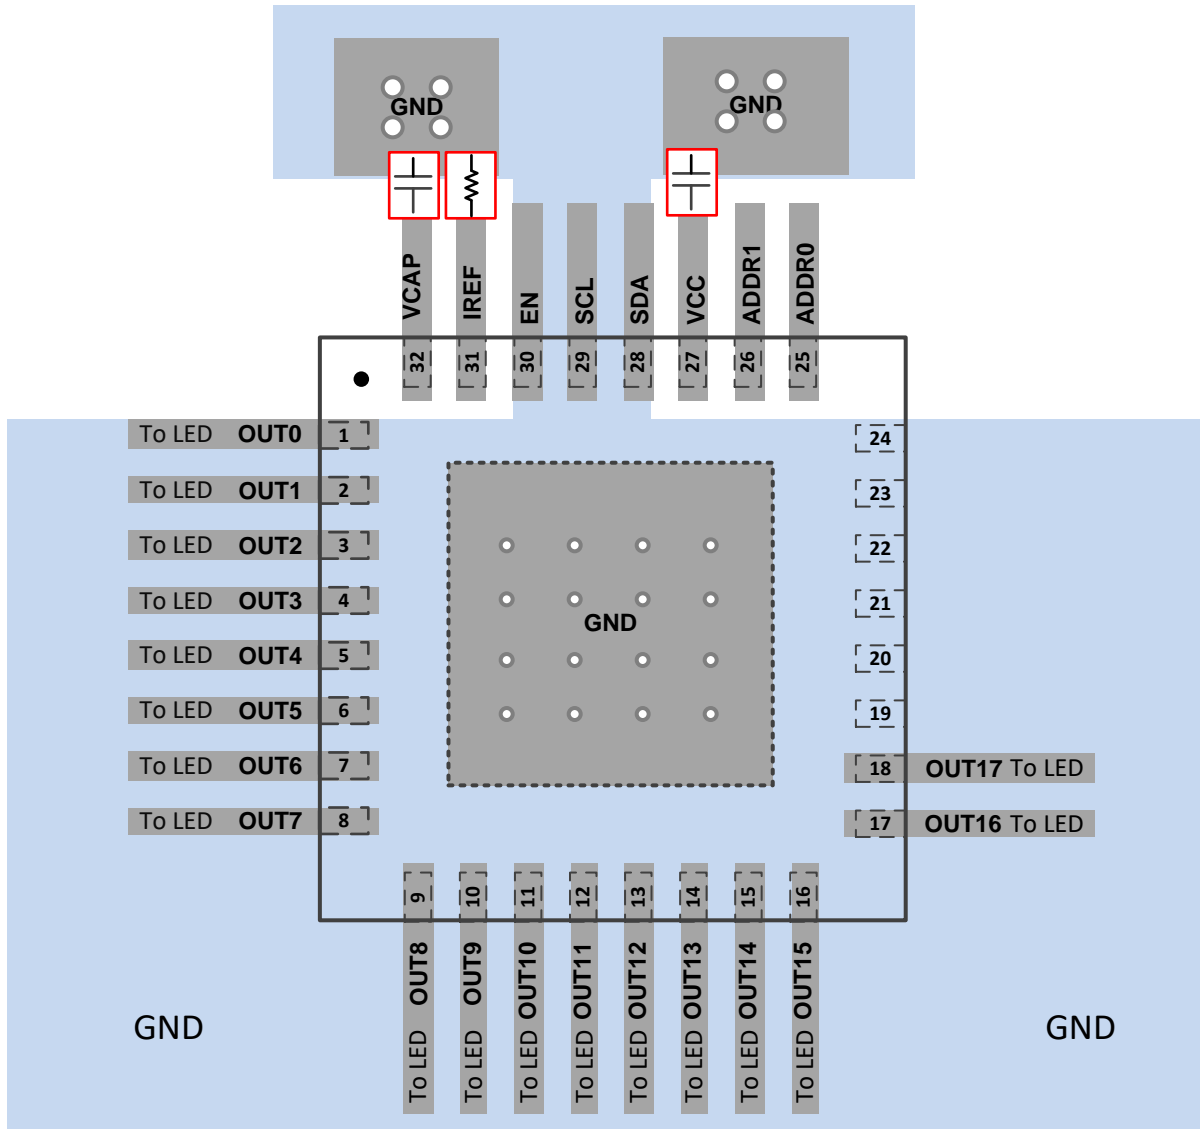 GND
GND
VCAP
IREF
EN
SCL
SDA
VCC
ADDR1
ADDR0
32
31
30
29
28
27
26
25
To LED OUT0 1
To LED OUT1 2
To LED OUT2 3
To LED OUT3 4
To LED OUT4 5
To LED OUT5 6
To LED OUT6 7
To LED OUT7 8
GND
24
23
22
21
20
19
18 OUT17 To LED
17 OUT16 To LED
9
10
11
12
13
14
15
16
To LED OUT8
To LED OUT9
To LED OUT10
To LED OUT11
To LED OUT12
To LED OUT13
To LED OUT14
To LED OUT15
GND
GND